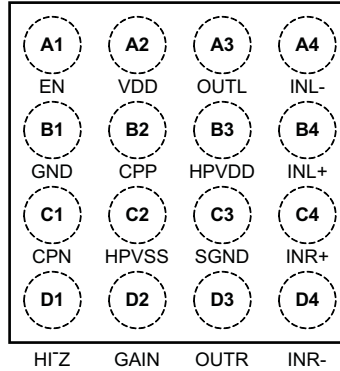 A1 A2 A3 A4
EN VDD OUTL INL-
B1 B2 B3 B4
GND CPP HPVDD INL+
C1 C2 C3 C4
CPN HPVSS SGND INR+
D1 D2 D3 D4
HI-Z GAIN OUTR INR-